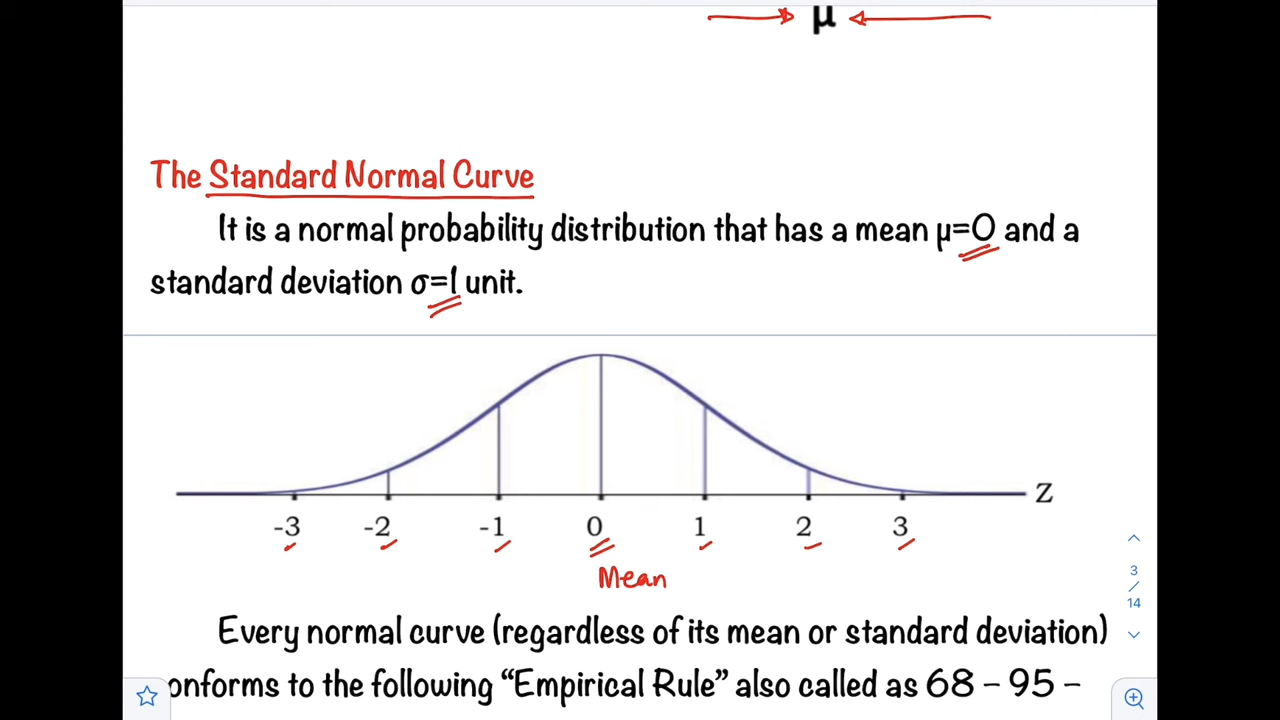 μ
The Standard Normal Curve
It is a normal probability distribution that has a mean μ=0 and a
standard deviation σ=1 unit.
Z
-3 -2 -1 0 1 2 3
Mean
3
/
14
Every normal curve (regardless of its mean or standard deviation)
onforms to the following “Empirical Rule” also called as 68 – 95 –